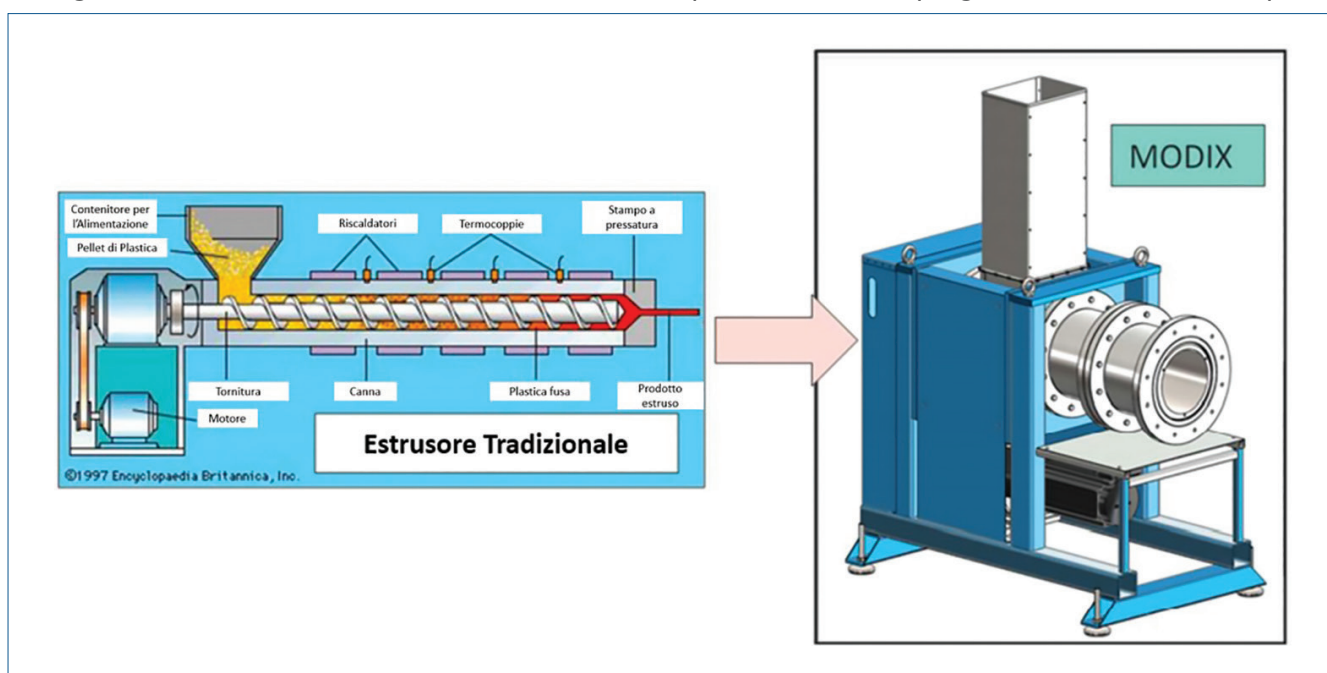 Contenitore per
l'Alimentazione
Pellet di Plastica
Riscaldatori
Termocoppie
Stampo a
pressatura
Tornitura
Canna
Plastica fusa
Prodotto
estruso
Motore
Estrusore Tradizionale
©1997 Encyclopaedia Britannica, Inc.
MODIX